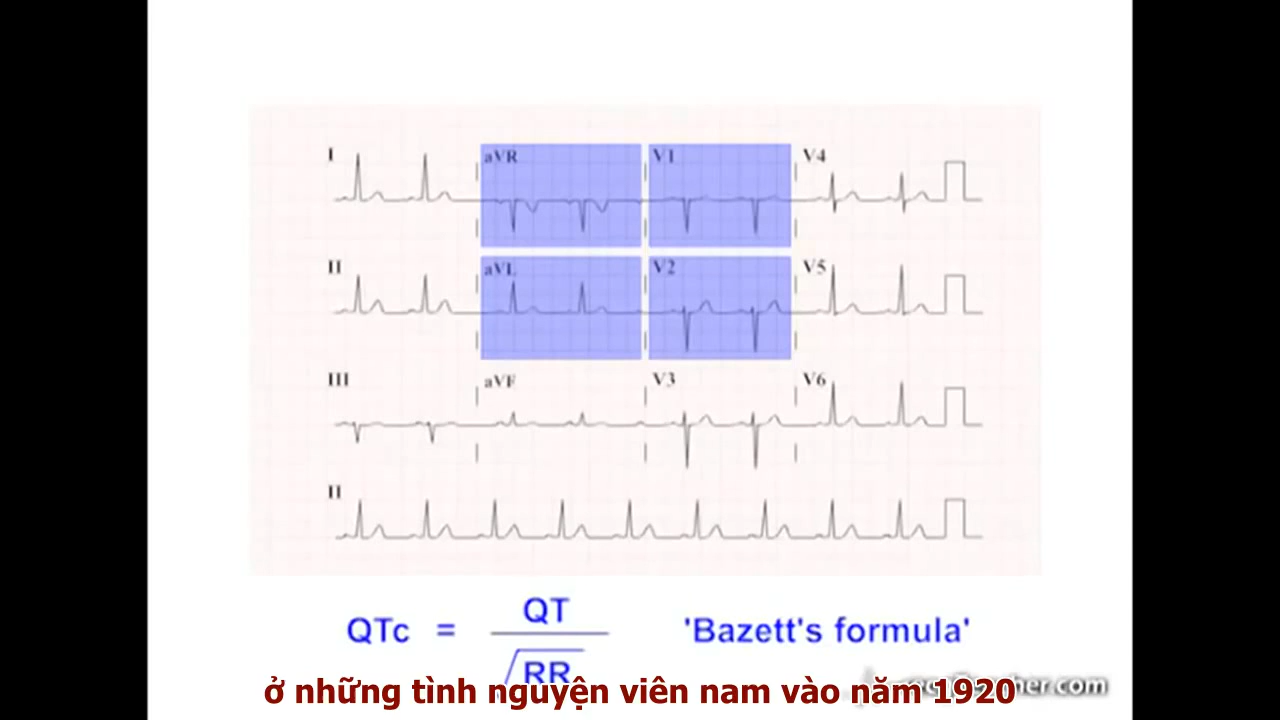 I aVR V1 V4
II aVL V2 V5
III aVF V3 V6
II
QTc = QT
√RR
'Bazett's formula'
ở những tình nguyện viên nam vào năm 1920